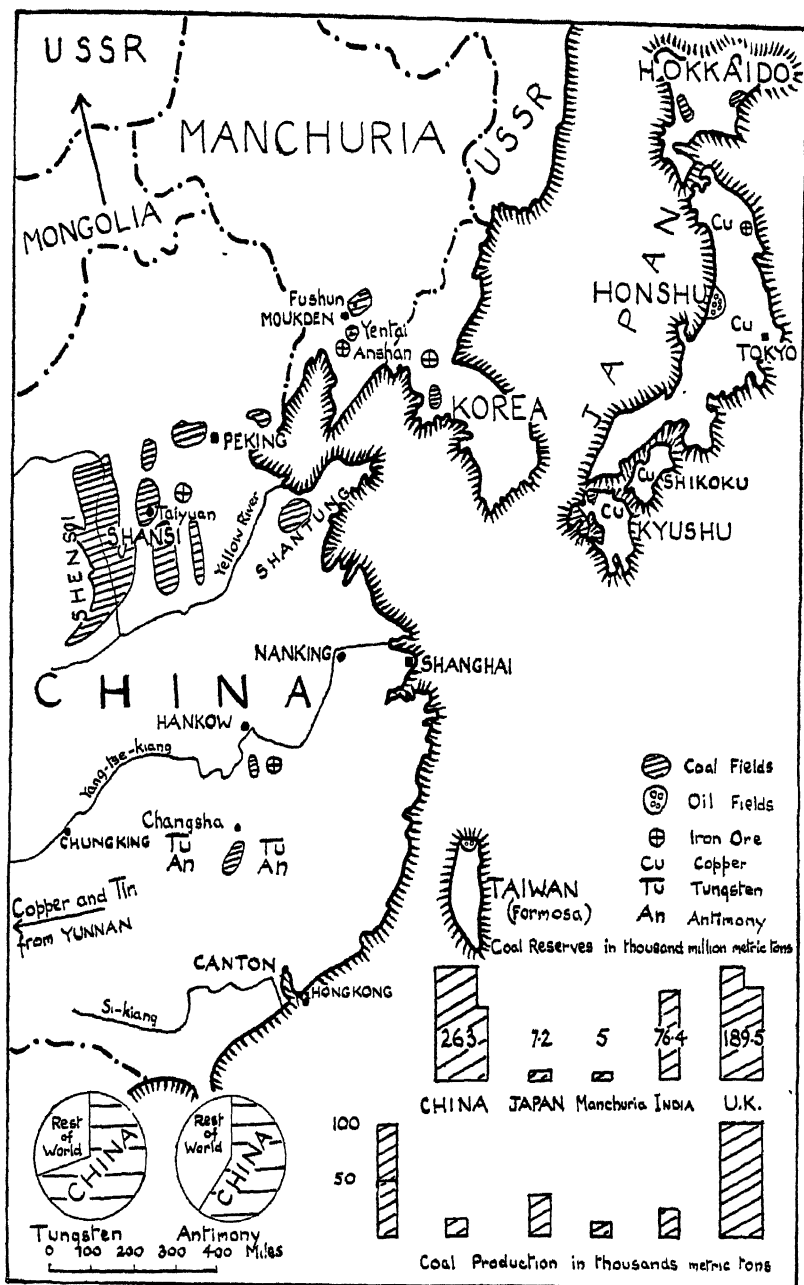 USSR
MANCHURIA
USSR
HOKKAIDO
MONGOLIA
JAPAN
Cu
HONSHU
Fushun
MOUKDEN
Yentai
Anshan
Cu
TOKYO
KOREA
PEKING
Cu
SHIKOKU
Taiyuan
SHANSI
SHENSI
Yellow River
SHANTUNG
Cu
KYUSHU
NANKING
SHANGHAI
CHINA
HANKOW
Yang-tse-kiang
Coal Fields
Oil Fields
Changsha
Iron Ore
CHUNGKING
Tu
An
Tu
An
Cu Copper
Tu Tungsten
An Antimony
TAIWAN
(Formosa)
Copper and Tin
from YUNNAN
Coal Reserves in thousand million metric tons
CANTON
HONGKONG
Si-kiang
263 7.2 5 76.4 189.5
CHINA JAPAN Manchuria INDIA U.K.
Rest
of
World
CHINA
Rest
of
World
CHINA
100
50
Tungsten
Antimony
0 100 200 300 400 Miles
Coal Production in thousands metric tons